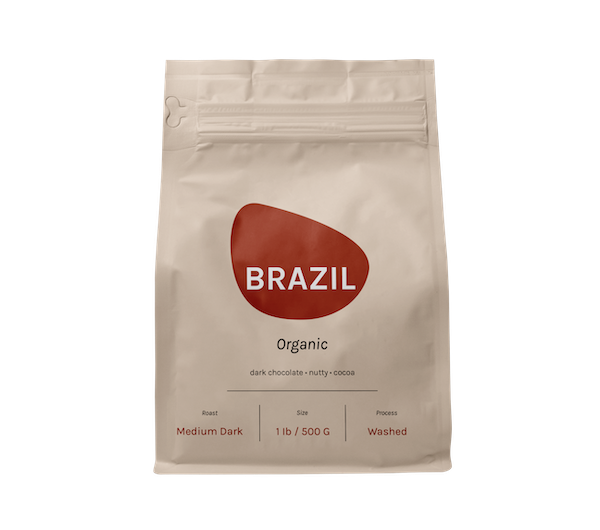 BRAZIL
Organic
dark chocolate • nutty • cocoa
Roast Size Process
Medium Dark 1 lb / 500 G Washed